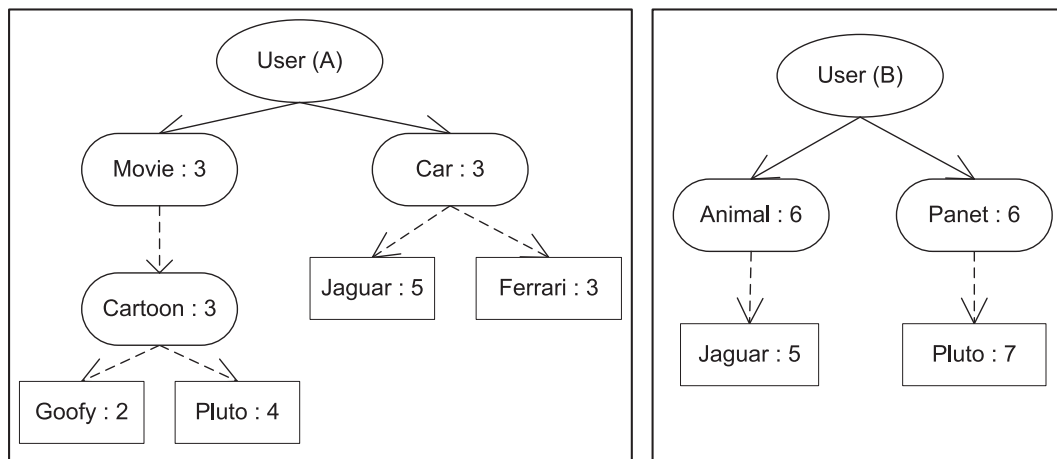 User (A)
Movie : 3
Car : 3
Cartoon : 3
Jaguar : 5
Ferrari : 3
Goofy : 2
Pluto : 4
User (B)
Animal : 6
Panet : 6
Jaguar : 5
Pluto : 7